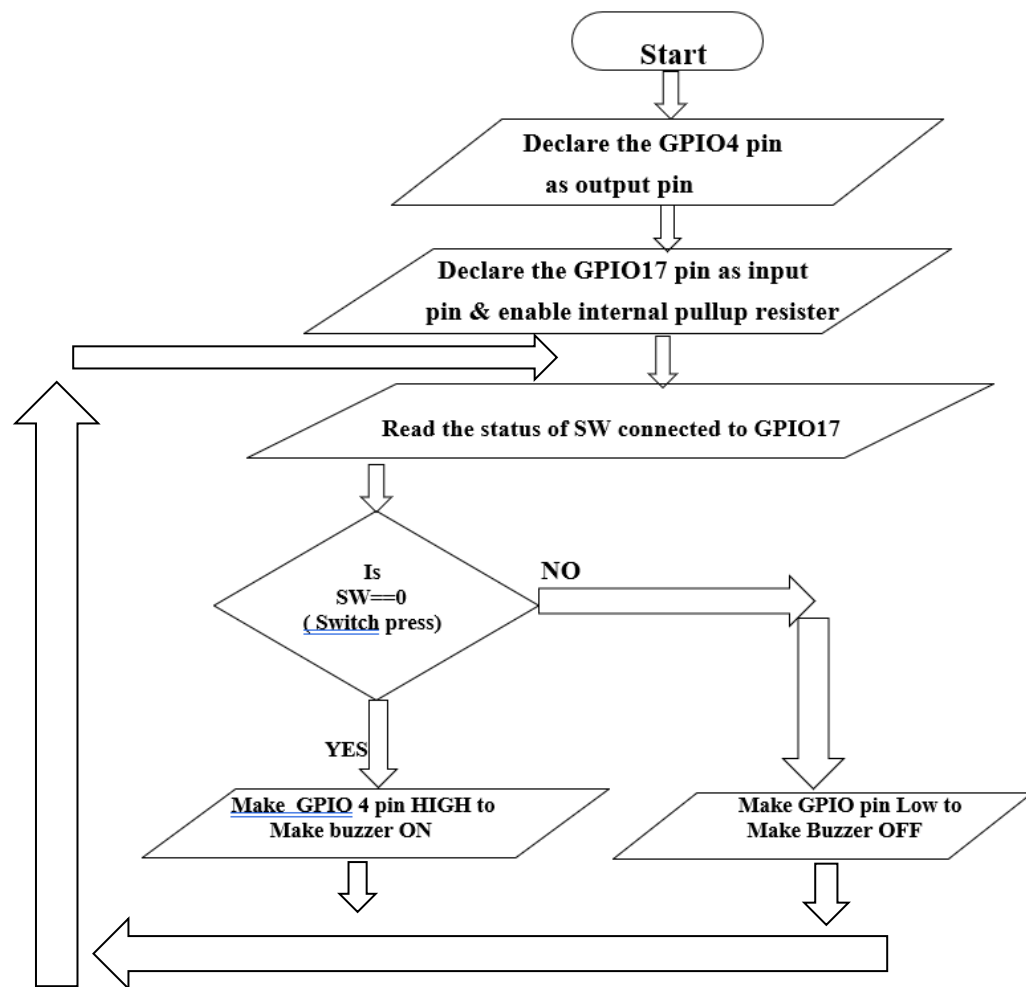 Start
Declare the GPIO4 pin
as output pin
Declare the GPIO17 pin as input
pin & enable internal pullup resister
Read the status of SW connected to GPIO17
Is
SW==0
( Switch press)
NO
YES
Make GPIO 4 pin HIGH to
Make buzzer ON
Make GPIO pin Low to
Make Buzzer OFF